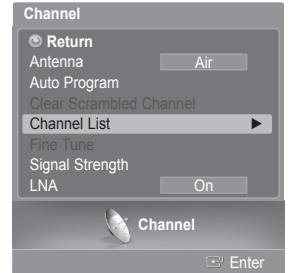 Channel
Return
Antenna Air
Auto Program
Clear Scrambled Channel
Channel List ►
Fine Tune
Signal Strength
LNA On
Channel
Enter